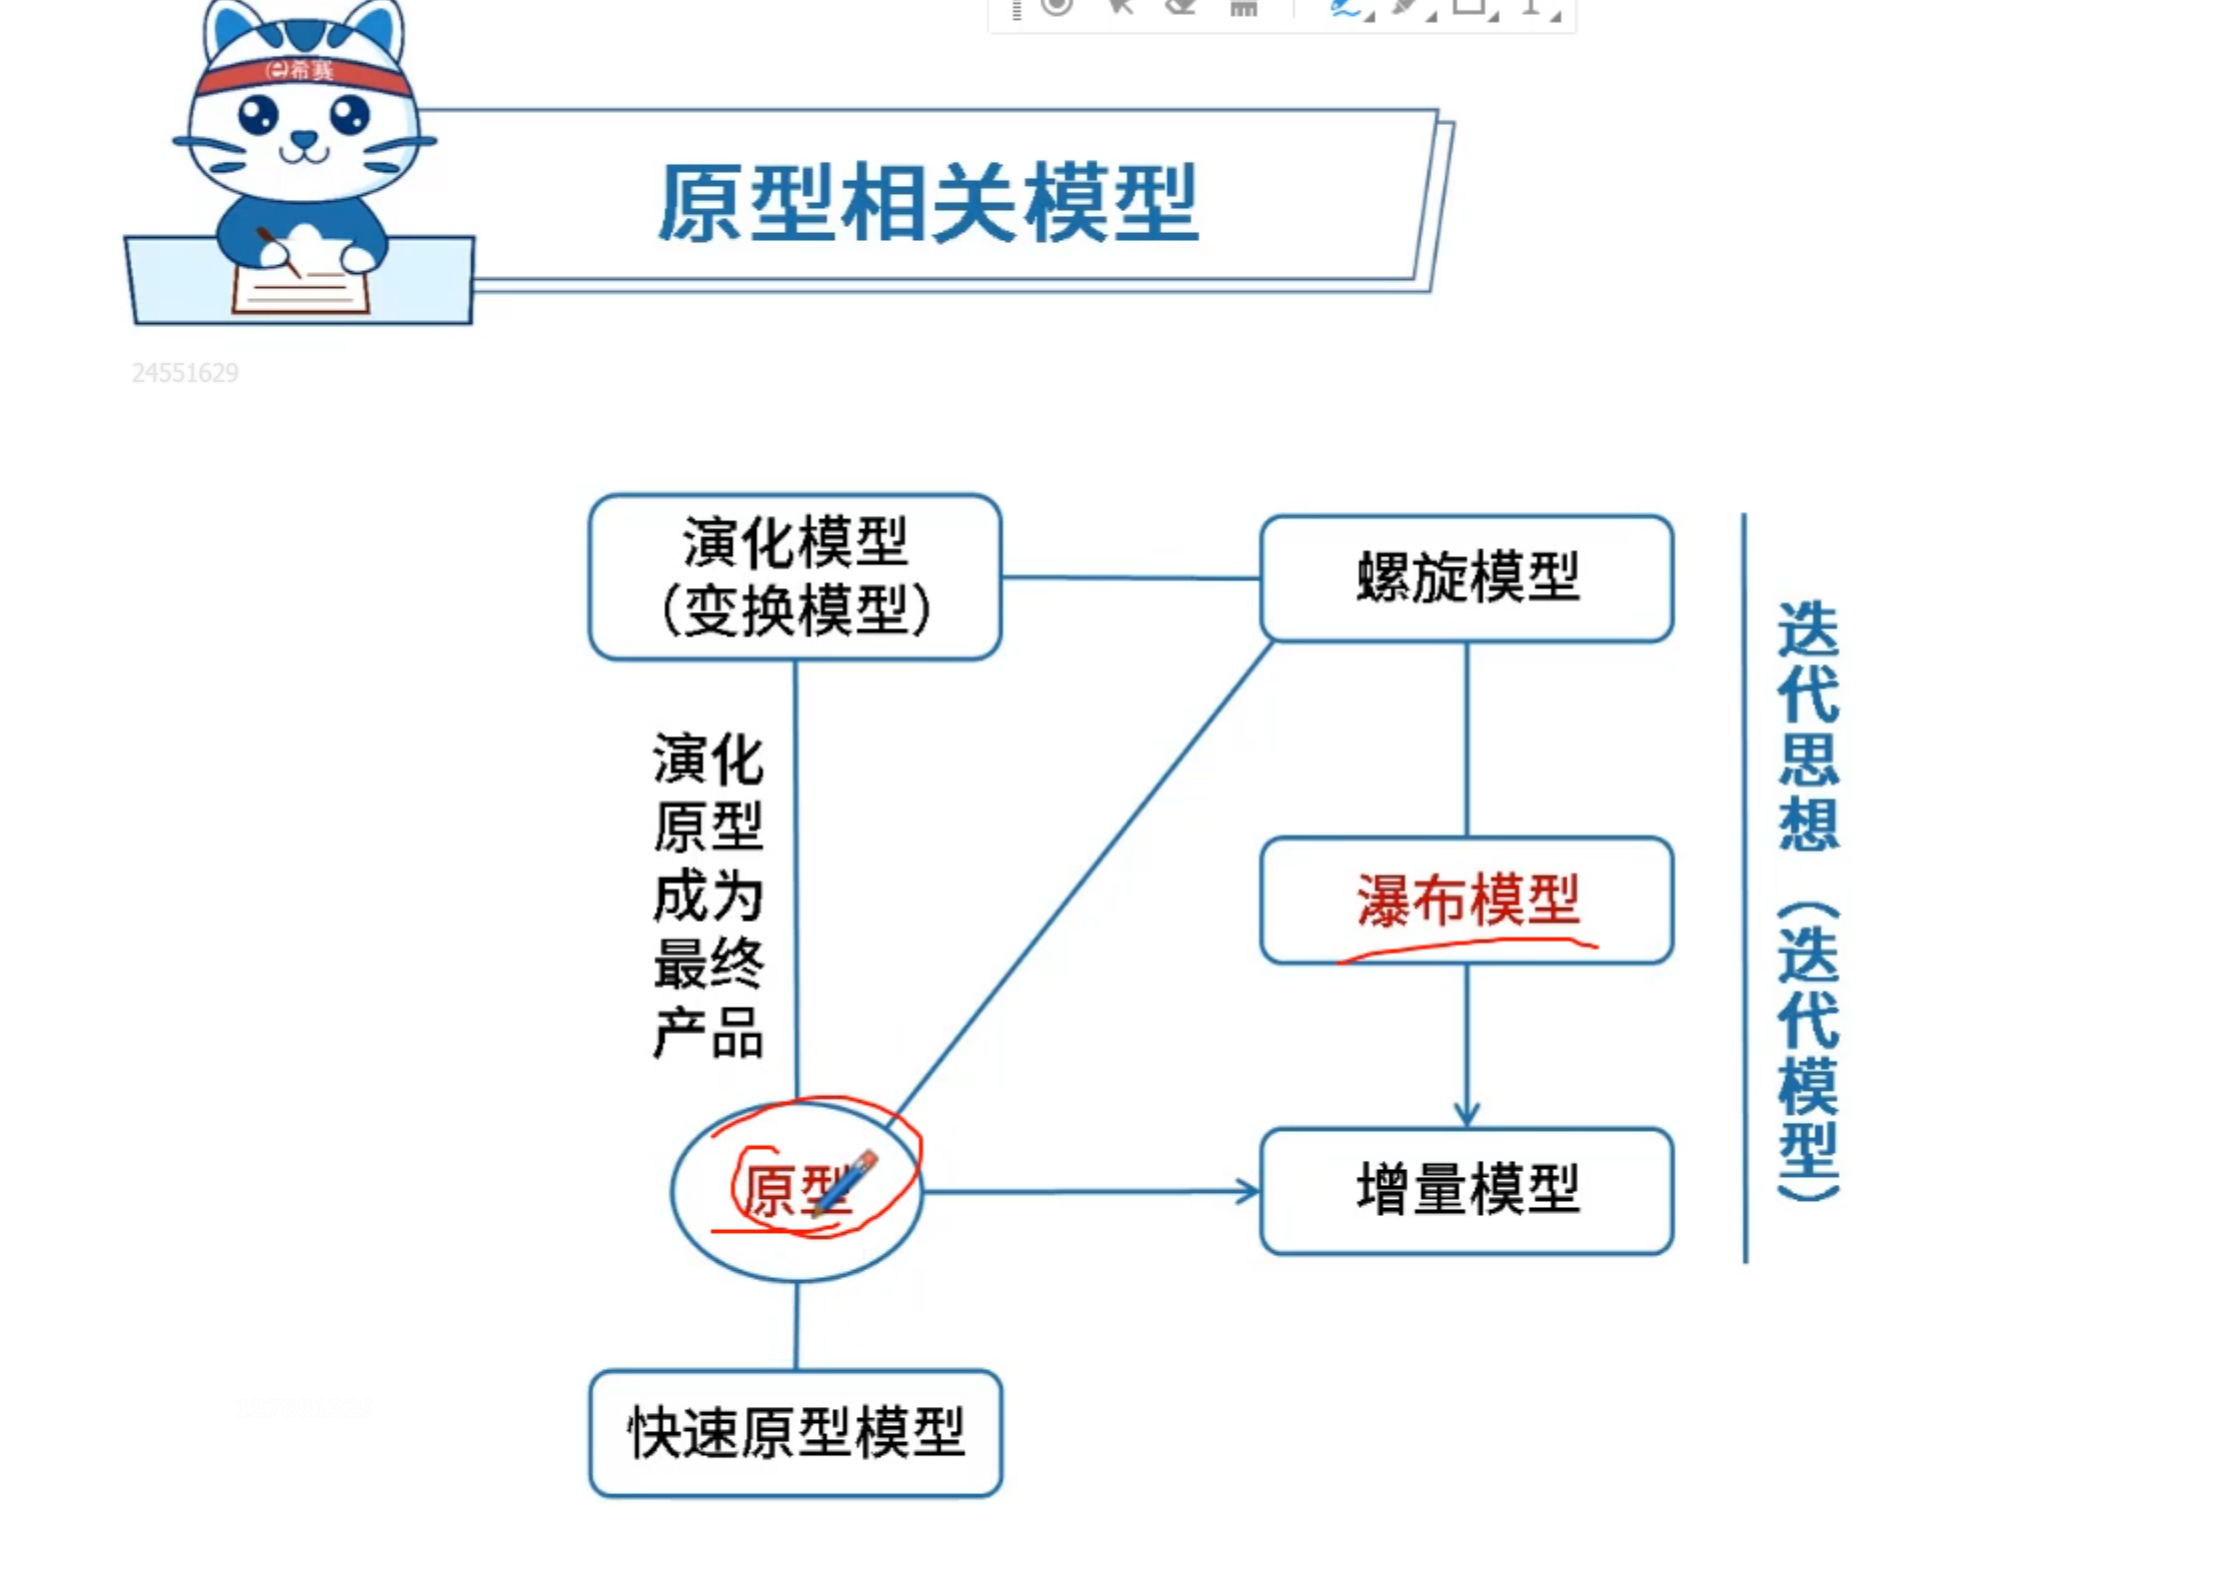 希赛
原型相关模型
24551629
演化模型
（变换模型）
螺旋模型
演化
原型
成为
最终
产品
瀑布模型
原型
增量模型
快速原型模型
迭代思想（迭代模型）